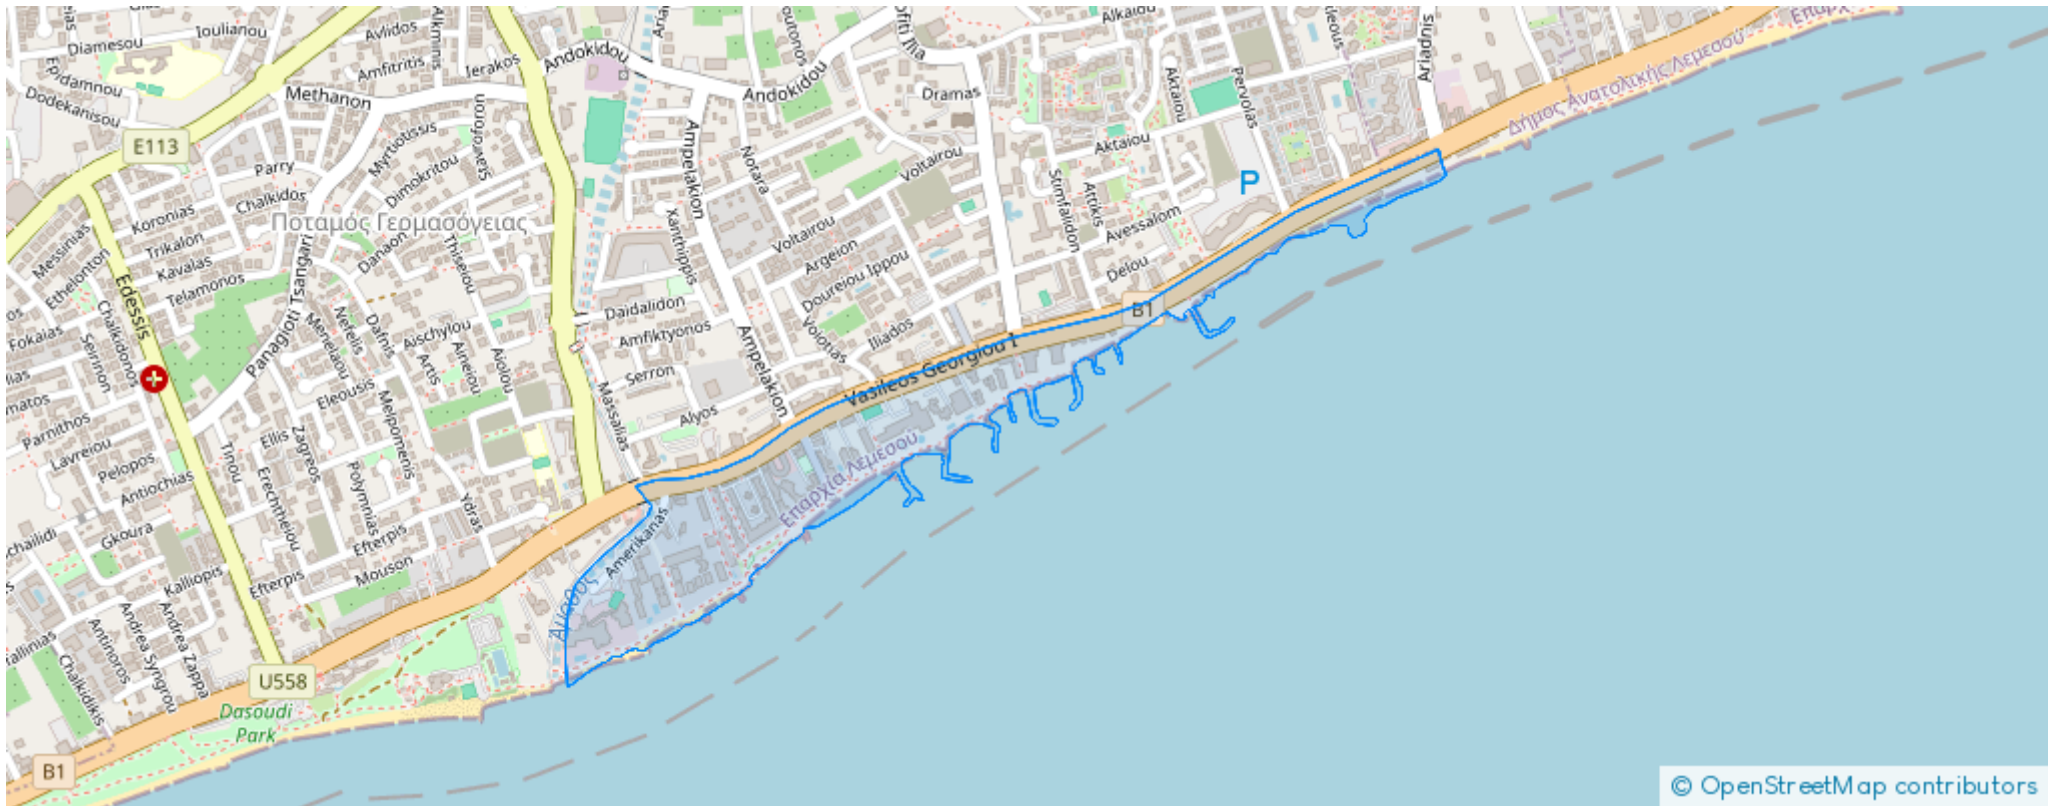 Diamesou
Ioulianou
Avlidos
Alkminis
Ierakos
Andokidou
Alkaiou
Ariadnis
Epidamnou
Amfitritis
Dodekanisou
Methanon
Andokidou
Dramas
Aktaiou
Pervolas
Δήμος Ανατολικής Λεμεσού
E113
Parry
Myrtiotissis
Dimokritou
Ampelakion
Notara
Voltairou
Aktaiou
Koronias
Chalkidos
Ποταμός Γερμασόγειας
Xanthippis
Stimfalidon
Attikis
P
Messinias
Trikalon
Danaon
Thiseiou
Voltairou
Avessalom
Ethelonton
Kavalas
Argeion
Telamonos
Doureiou Ippou
Delou
Edessis
Panagioti Tsangari
Daidalidon
B1
Fokaias
Chalkidonos
Seirinon
Menelaou
Nefelis
Dafnis
Aischylou
Amfiktyonos
Voiotias
Iliados
Ampelakion
Vasileos Georgiou I
Artis
Aineiou
Aiolou
Serron
Eleousis
Melpomenis
Massalias
Alyos
Parnithos
Lavreiou
Tinou
Ellis
Zagreos
Pelopos
Erechtheiou
Polymnias
Επαρχία Λεμεσού
Antiochias
Ydras
Gkoura
Efterpis
Amerikanas
Kalliopis
Efterpis
Mouson
Αμαθος
Andrea Syngrou
Andrea Zappa
Antinoros
Chalkidikis
U558
Dasoudi
Park
B1
© OpenStreetMap contributors